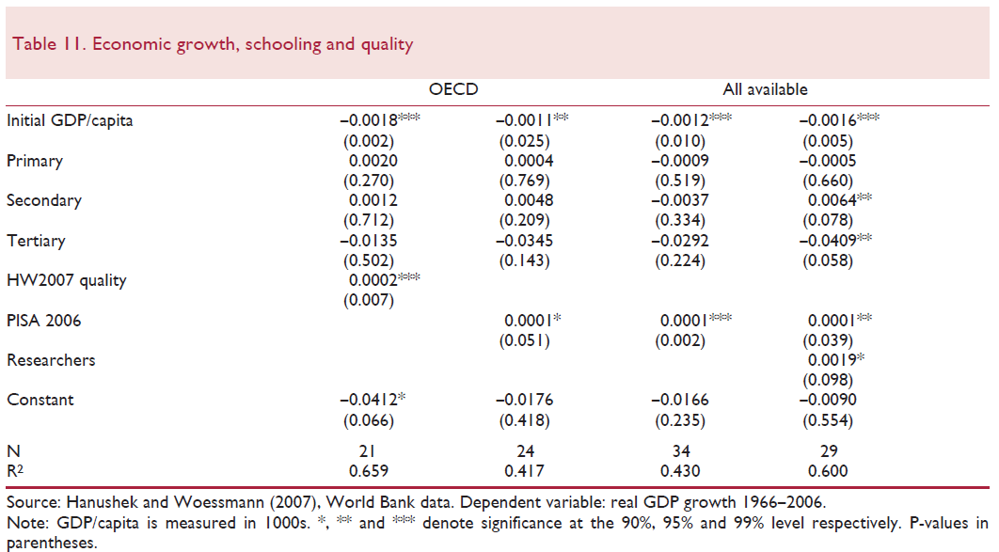 Table 11. Economic growth, schooling and quality
OECD All available
Initial GDP/capita –0.0018*** –0.0011** –0.0012*** –0.0016***
(0.002) (0.025) (0.010) (0.005)
Primary 0.0020 0.0004 –0.0009 –0.0005
(0.270) (0.769) (0.519) (0.660)
Secondary 0.0012 0.0048 –0.0037 0.0064**
(0.712) (0.209) (0.334) (0.078)
Tertiary –0.0135 –0.0345 –0.0292 –0.0409**
(0.502) (0.143) (0.224) (0.058)
HW2007 quality 0.0002***
(0.007)
PISA 2006 0.0001* 0.0001*** 0.0001**
(0.051) (0.002) (0.039)
Researchers 0.0019*
(0.098)
Constant –0.0412* –0.0176 –0.0166 –0.0090
(0.066) (0.418) (0.235) (0.554)
N 21 24 34 29
R2 0.659 0.417 0.430 0.600
Source: Hanushek and Woessmann (2007), World Bank data. Dependent variable: real GDP growth 1966–2006.
Note: GDP/capita is measured in 1000s. *, ** and *** denote significance at the 90%, 95% and 99% level respectively. P-values in
parentheses.